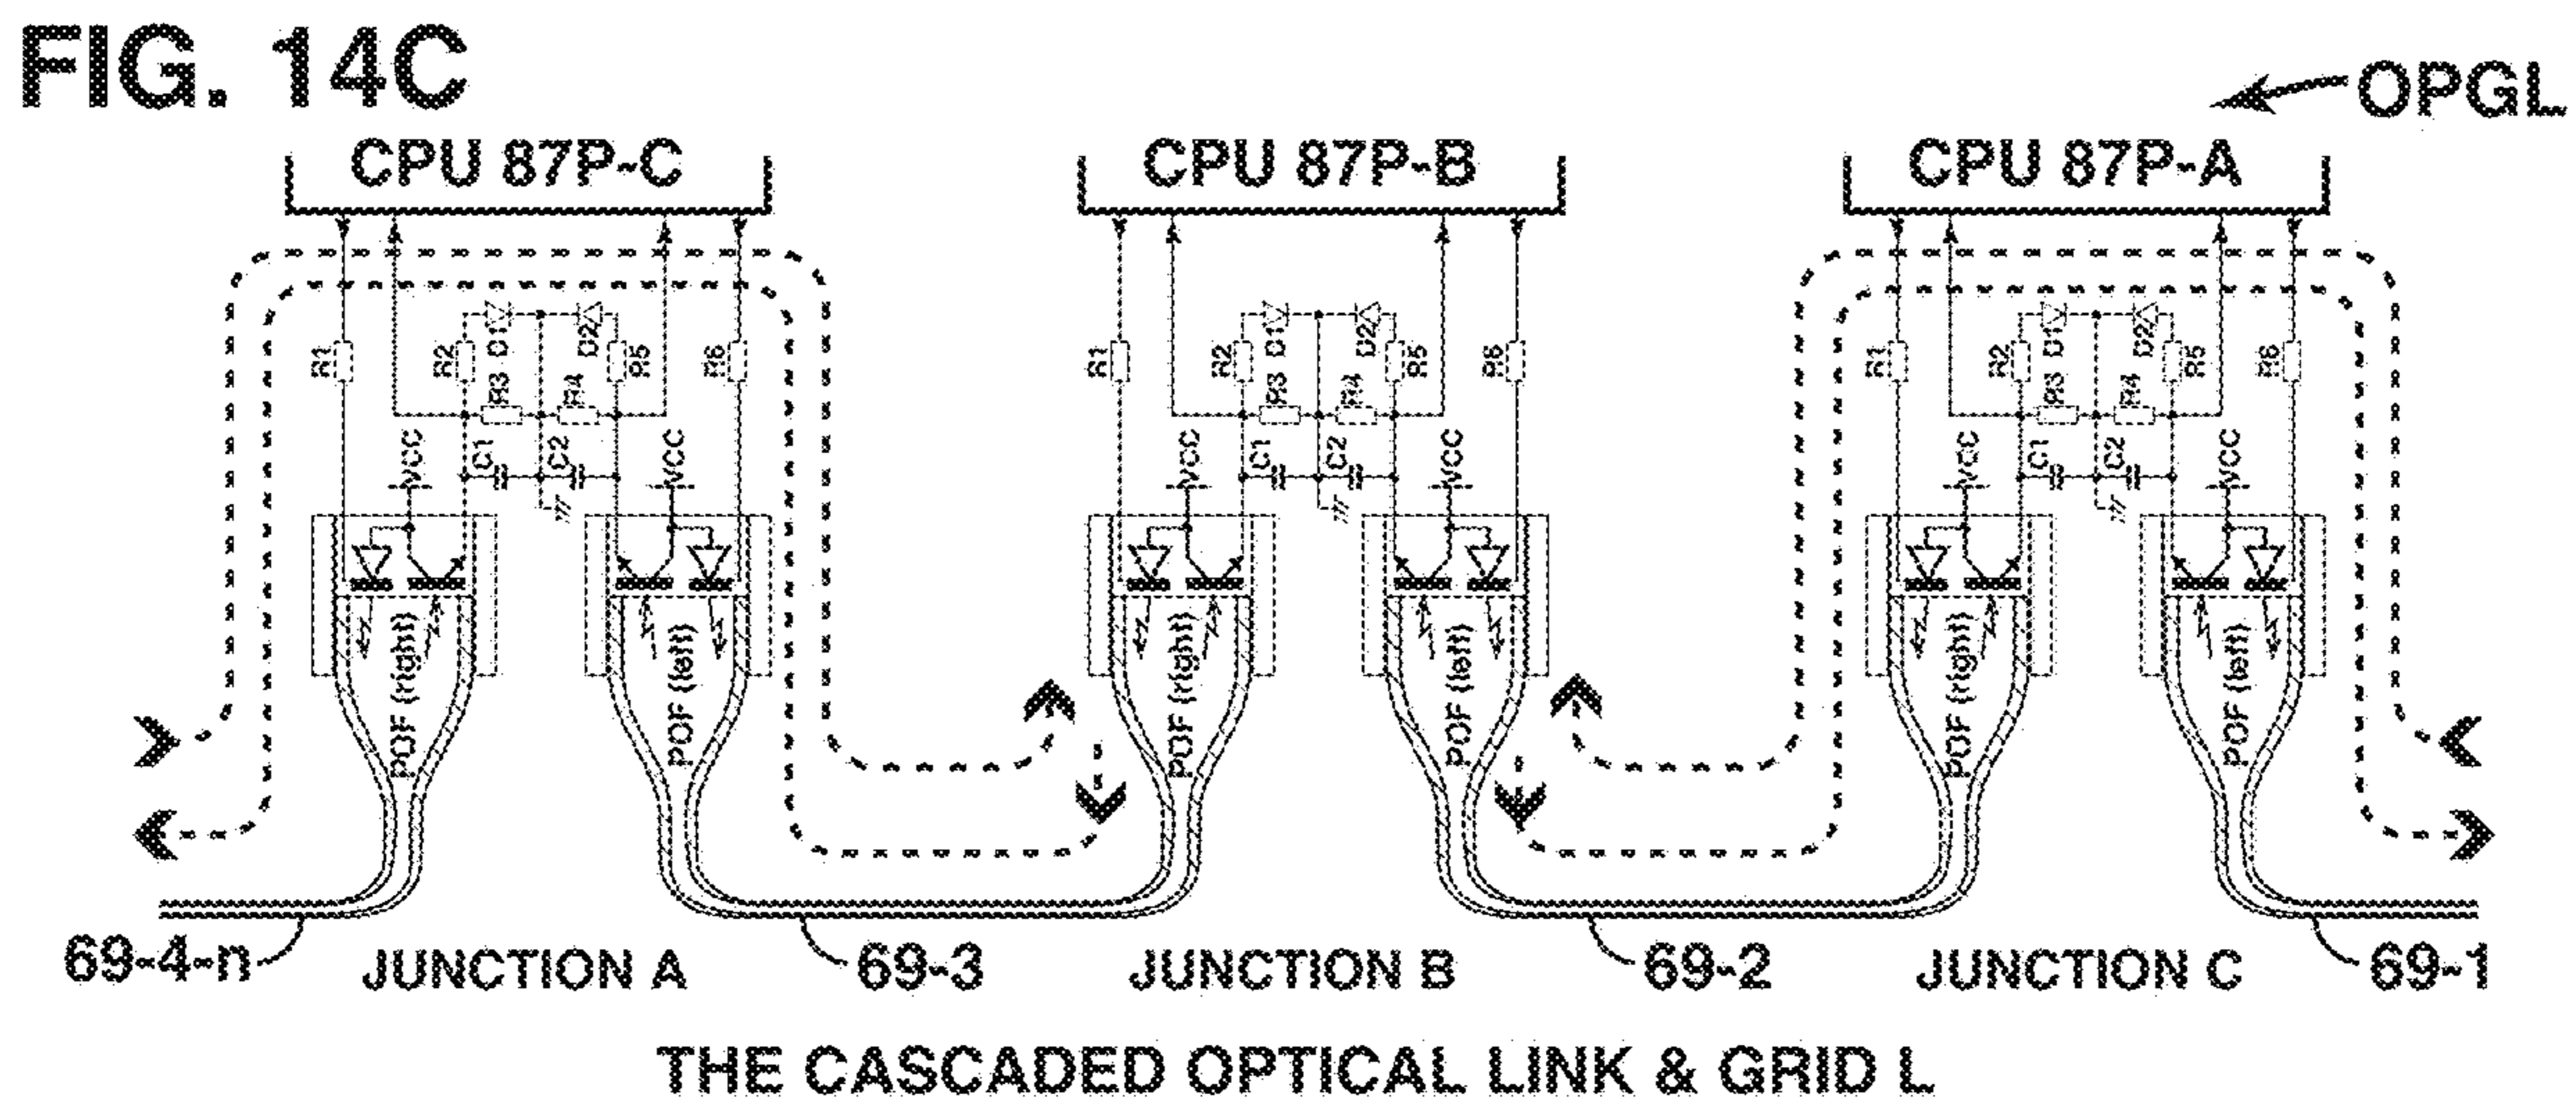 FIG. 14C
OPGL
CPU 87P-C CPU 87P-B CPU 87P-A
R1 R2 D1 D2 R5 R6 R1 R2 D1 D2 R5 R6 R1 R2 D1 D2 R5 R6
R3 R4 R3 R4 R3 R4
VCC C1 C2 VCC VCC C1 C2 VCC VCC C1 C2 VCC
POF (right) POF (left) POF (right) POF (left) POF (right) POF (left)
69-4-n JUNCTION A 69-3 JUNCTION B 69-2 JUNCTION C 69-1
THE CASCADED OPTICAL LINK & GRID L